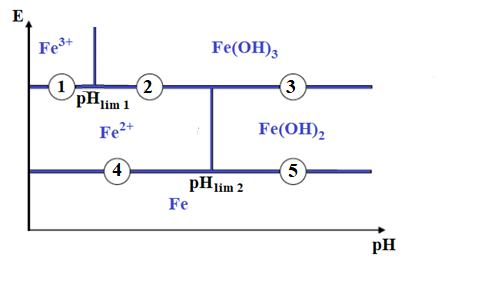 E
Fe³⁺ Fe(OH)₃
1 2 3
pHlim 1
Fe²⁺ Fe(OH)₂
4 5
pHlim 2
Fe
pH